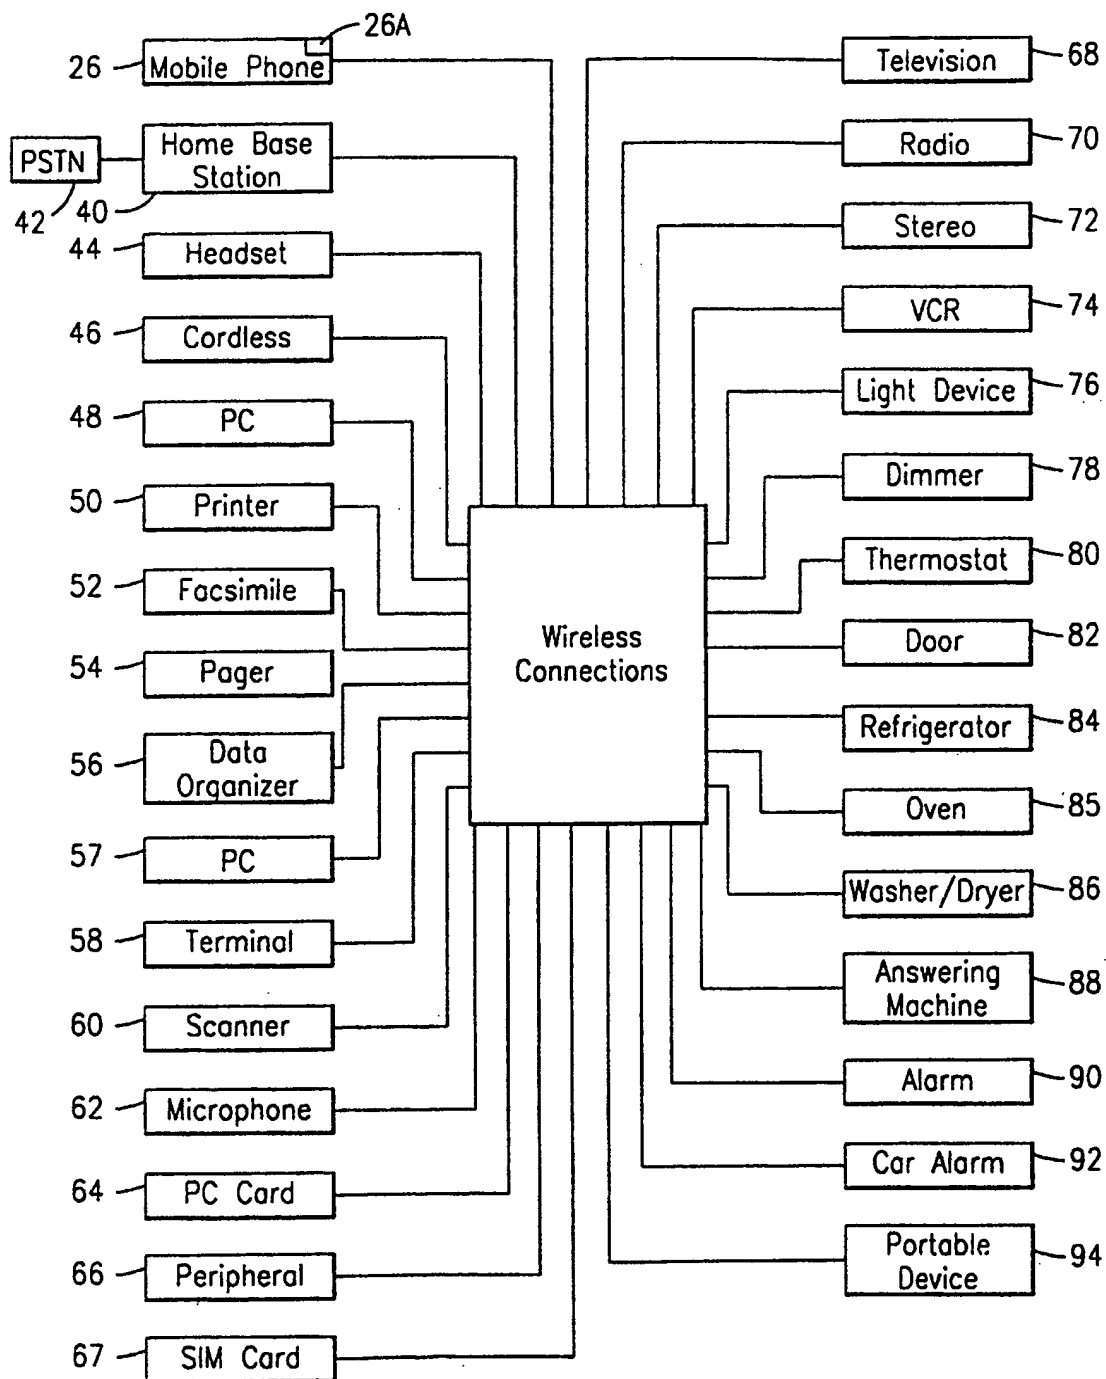 26A
26
Mobile Phone
PSTN
42
Home Base
Station
40
44
Headset
46
Cordless
48
PC
50
Printer
52
Facsimile
54
Pager
56
Data
Organizer
57
PC
58
Terminal
60
Scanner
62
Microphone
64
PC Card
66
Peripheral
67
SIM Card
Wireless
Connections
Television
68
Radio
70
Stereo
72
VCR
74
Light Device
76
Dimmer
78
Thermostat
80
Door
82
Refrigerator
84
Oven
85
Washer/Dryer
86
Answering
Machine
88
Alarm
90
Car Alarm
92
Portable
Device
94